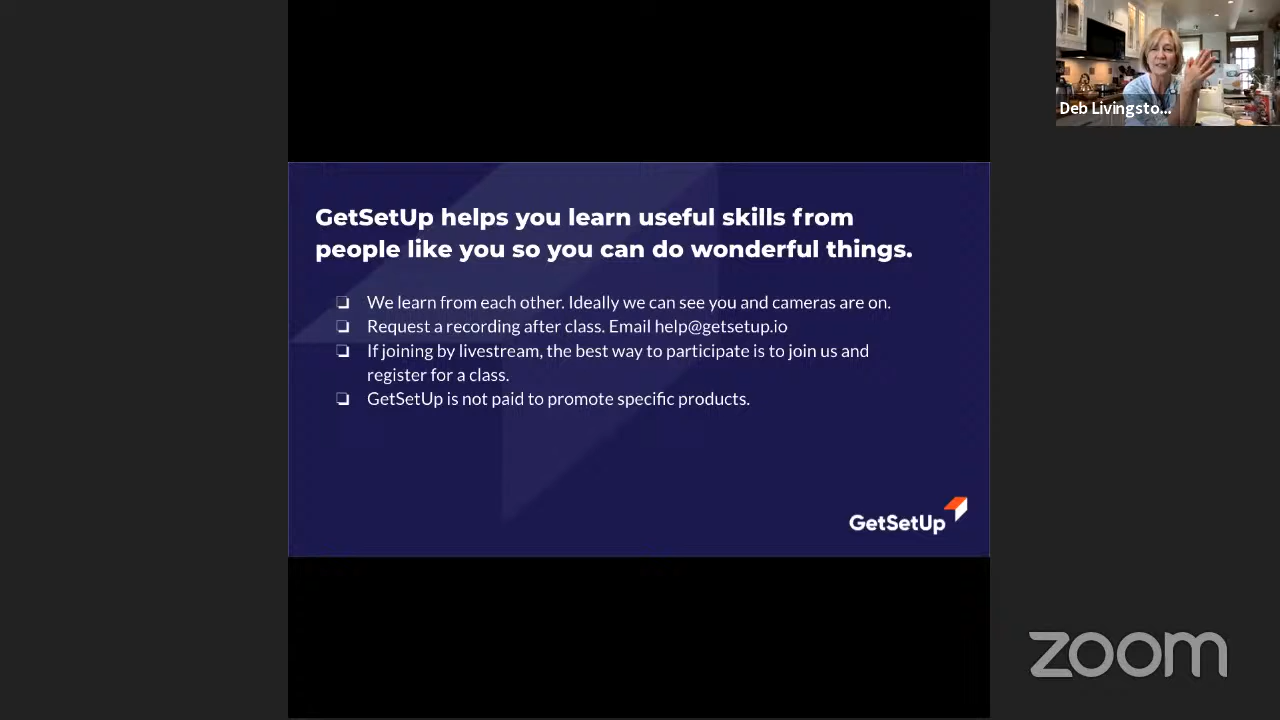 Deb Livingsto...
GetSetUp helps you learn useful skills from
people like you so you can do wonderful things.
❏ We learn from each other. Ideally we can see you and cameras are on.
❏ Request a recording after class. Email help@getsetup.io
❏ If joining by livestream, the best way to participate is to join us and
register for a class.
❏ GetSetUp is not paid to promote specific products.
GetSetUp
zoom